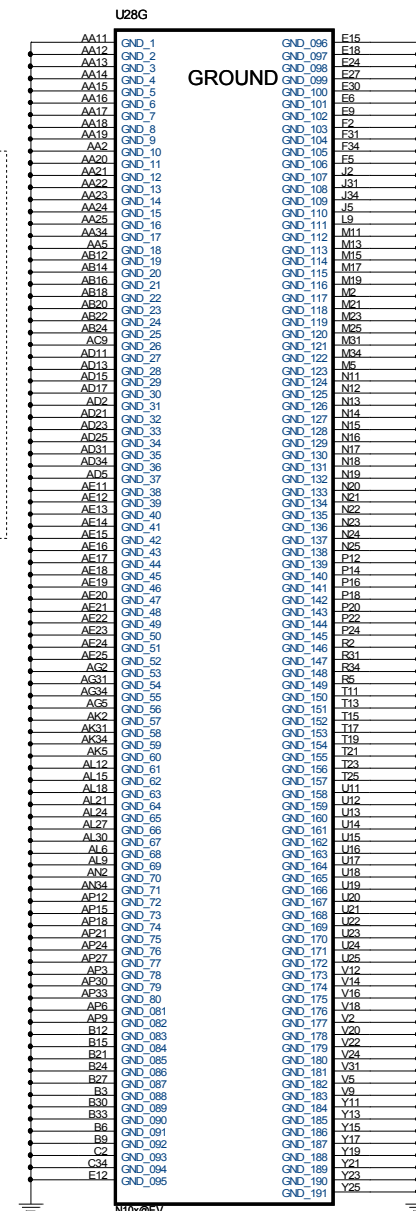 U28G
GROUND
AA11 GND_1 GND_096 E15
AA12 GND_2 GND_097 E18
AA13 GND_3 GND_098 E24
AA14 GND_4 GND_099 E27
AA15 GND_5 GND_100 E30
AA16 GND_6 GND_101 E6
AA17 GND_7 GND_102 E9
AA18 GND_8 GND_103 F2
AA19 GND_9 GND_104 F31
AA2 GND_10 GND_105 F34
AA20 GND_11 GND_106 F5
AA21 GND_12 GND_107 J2
AA22 GND_13 GND_108 J31
AA23 GND_14 GND_109 J34
AA24 GND_15 GND_110 J5
AA25 GND_16 GND_111 L9
AA34 GND_17 GND_112 M11
AA5 GND_18 GND_113 M13
AB12 GND_19 GND_114 M15
AB14 GND_20 GND_115 M17
AB16 GND_21 GND_116 M19
AB18 GND_22 GND_117 M2
AB20 GND_23 GND_118 M21
AB22 GND_24 GND_119 M23
AB24 GND_25 GND_120 M25
AC9 GND_26 GND_121 M31
AD11 GND_27 GND_122 M34
AD13 GND_28 GND_123 M5
AD15 GND_29 GND_124 N11
AD17 GND_30 GND_125 N12
AD2 GND_31 GND_126 N13
AD21 GND_32 GND_127 N14
AD23 GND_33 GND_128 N15
AD25 GND_34 GND_129 N16
AD31 GND_35 GND_130 N17
AD34 GND_36 GND_131 N18
AD5 GND_37 GND_132 N19
AE11 GND_38 GND_133 N20
AE12 GND_39 GND_134 N21
AE13 GND_40 GND_135 N22
AE14 GND_41 GND_136 N23
AE15 GND_42 GND_137 N24
AE16 GND_43 GND_138 N25
AE17 GND_44 GND_139 P12
AE18 GND_45 GND_140 P14
AE19 GND_46 GND_141 P16
AE20 GND_47 GND_142 P18
AE21 GND_48 GND_143 P20
AE22 GND_49 GND_144 P22
AE23 GND_50 GND_145 P24
AE24 GND_51 GND_146 R2
AE25 GND_52 GND_147 R31
AG2 GND_53 GND_148 R34
AG31 GND_54 GND_149 R5
AG34 GND_55 GND_150 T11
AG5 GND_56 GND_151 T13
AK2 GND_57 GND_152 T15
AK31 GND_58 GND_153 T17
AK34 GND_59 GND_154 T19
AK5 GND_60 GND_155 T21
AL12 GND_61 GND_156 T23
AL15 GND_62 GND_157 T25
AL18 GND_63 GND_158 U11
AL21 GND_64 GND_159 U12
AL24 GND_65 GND_160 U13
AL27 GND_66 GND_161 U14
AL30 GND_67 GND_162 U15
AL6 GND_68 GND_163 U16
AL9 GND_69 GND_164 U17
AN2 GND_70 GND_165 U18
AN34 GND_71 GND_166 U19
AP12 GND_72 GND_167 U20
AP15 GND_73 GND_168 U21
AP18 GND_74 GND_169 U22
AP21 GND_75 GND_170 U23
AP24 GND_76 GND_171 U24
AP27 GND_77 GND_172 U25
AP3 GND_78 GND_173 V12
AP30 GND_79 GND_174 V14
AP33 GND_80 GND_175 V16
AP6 GND_081 GND_176 V18
AP9 GND_082 GND_177 V2
B12 GND_083 GND_178 V20
B15 GND_084 GND_179 V22
B21 GND_085 GND_180 V24
B24 GND_086 GND_181 V31
B27 GND_087 GND_182 V5
B3 GND_088 GND_183 V9
B30 GND_089 GND_184 Y11
B33 GND_090 GND_185 Y13
B6 GND_091 GND_186 Y15
B9 GND_092 GND_187 Y17
C2 GND_093 GND_188 Y19
C34 GND_094 GND_189 Y21
E12 GND_095 GND_190 Y23
GND_191 Y25
N10x@EV